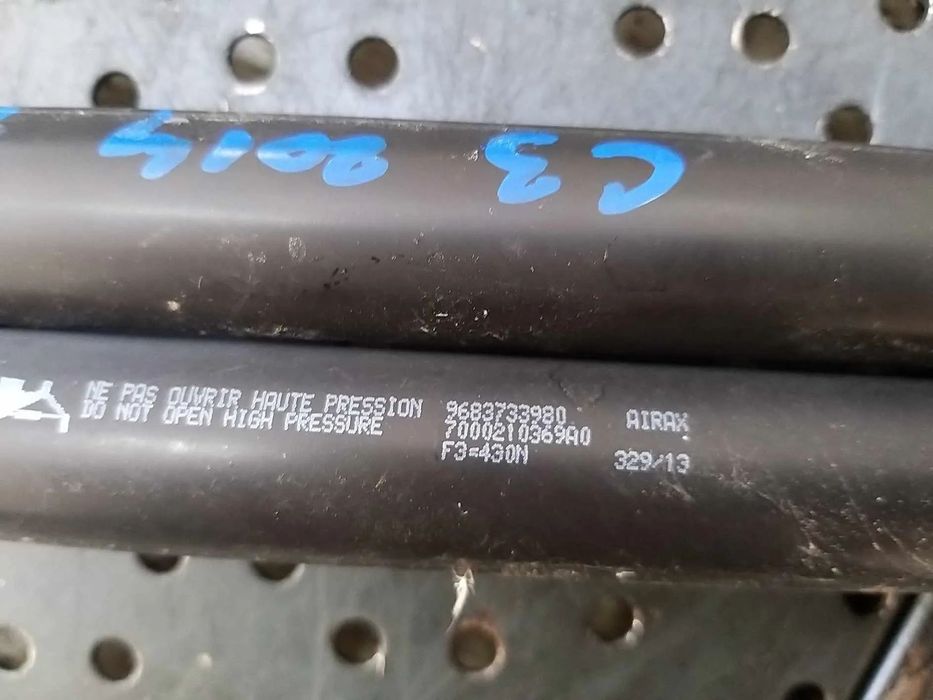 C3 2014
NE PAS OUVRIR HAUTE PRESSION
DO NOT OPEN HIGH PRESSURE
9683733980
7000210369A0
F3=430N
AIRAX
329/13